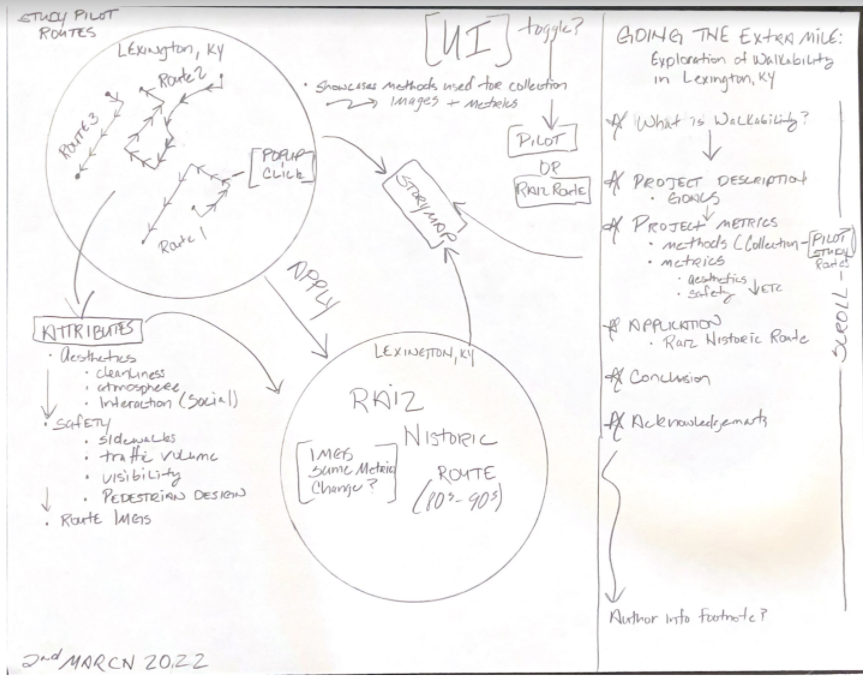 STUDY PILOT
ROUTES
LEXINGTON, KY
Route 2
ROUTE 3
[POPUP
CLICK]
Route 1
[UI] toggle?
• Showcases methods used for collection
→ Images + Metrics
PILOT
OR
RAIZ Route
STORYMAP
APPLY
ATTRIBUTES
• Aesthetics
• cleanliness
• atmosphere
• Interaction (Social)
• Safety
• sidewalks
• traffic volume
• visibility
• PEDESTRIAN DESIGN
• Route IMGS
LEXINGTON, KY
RAIZ
HISTORIC
ROUTE
(80s-90s)
[IMGS
Same Metric
Change?]
2nd MARCH 2022
GOING THE EXTRA MILE:
Exploration of Walkability
in Lexington, KY
What is Walkability?
PROJECT DESCRIPTION
• GOALS
PROJECT METRICS
• methods (Collection - [PILOT
STUDY
Routes]
• metrics
• aesthetics
• safety ↓ ETC
APPLICATION
• Raiz Historic Route
Conclusion
Acknowledgements
SCROLL
Author Info footnote?